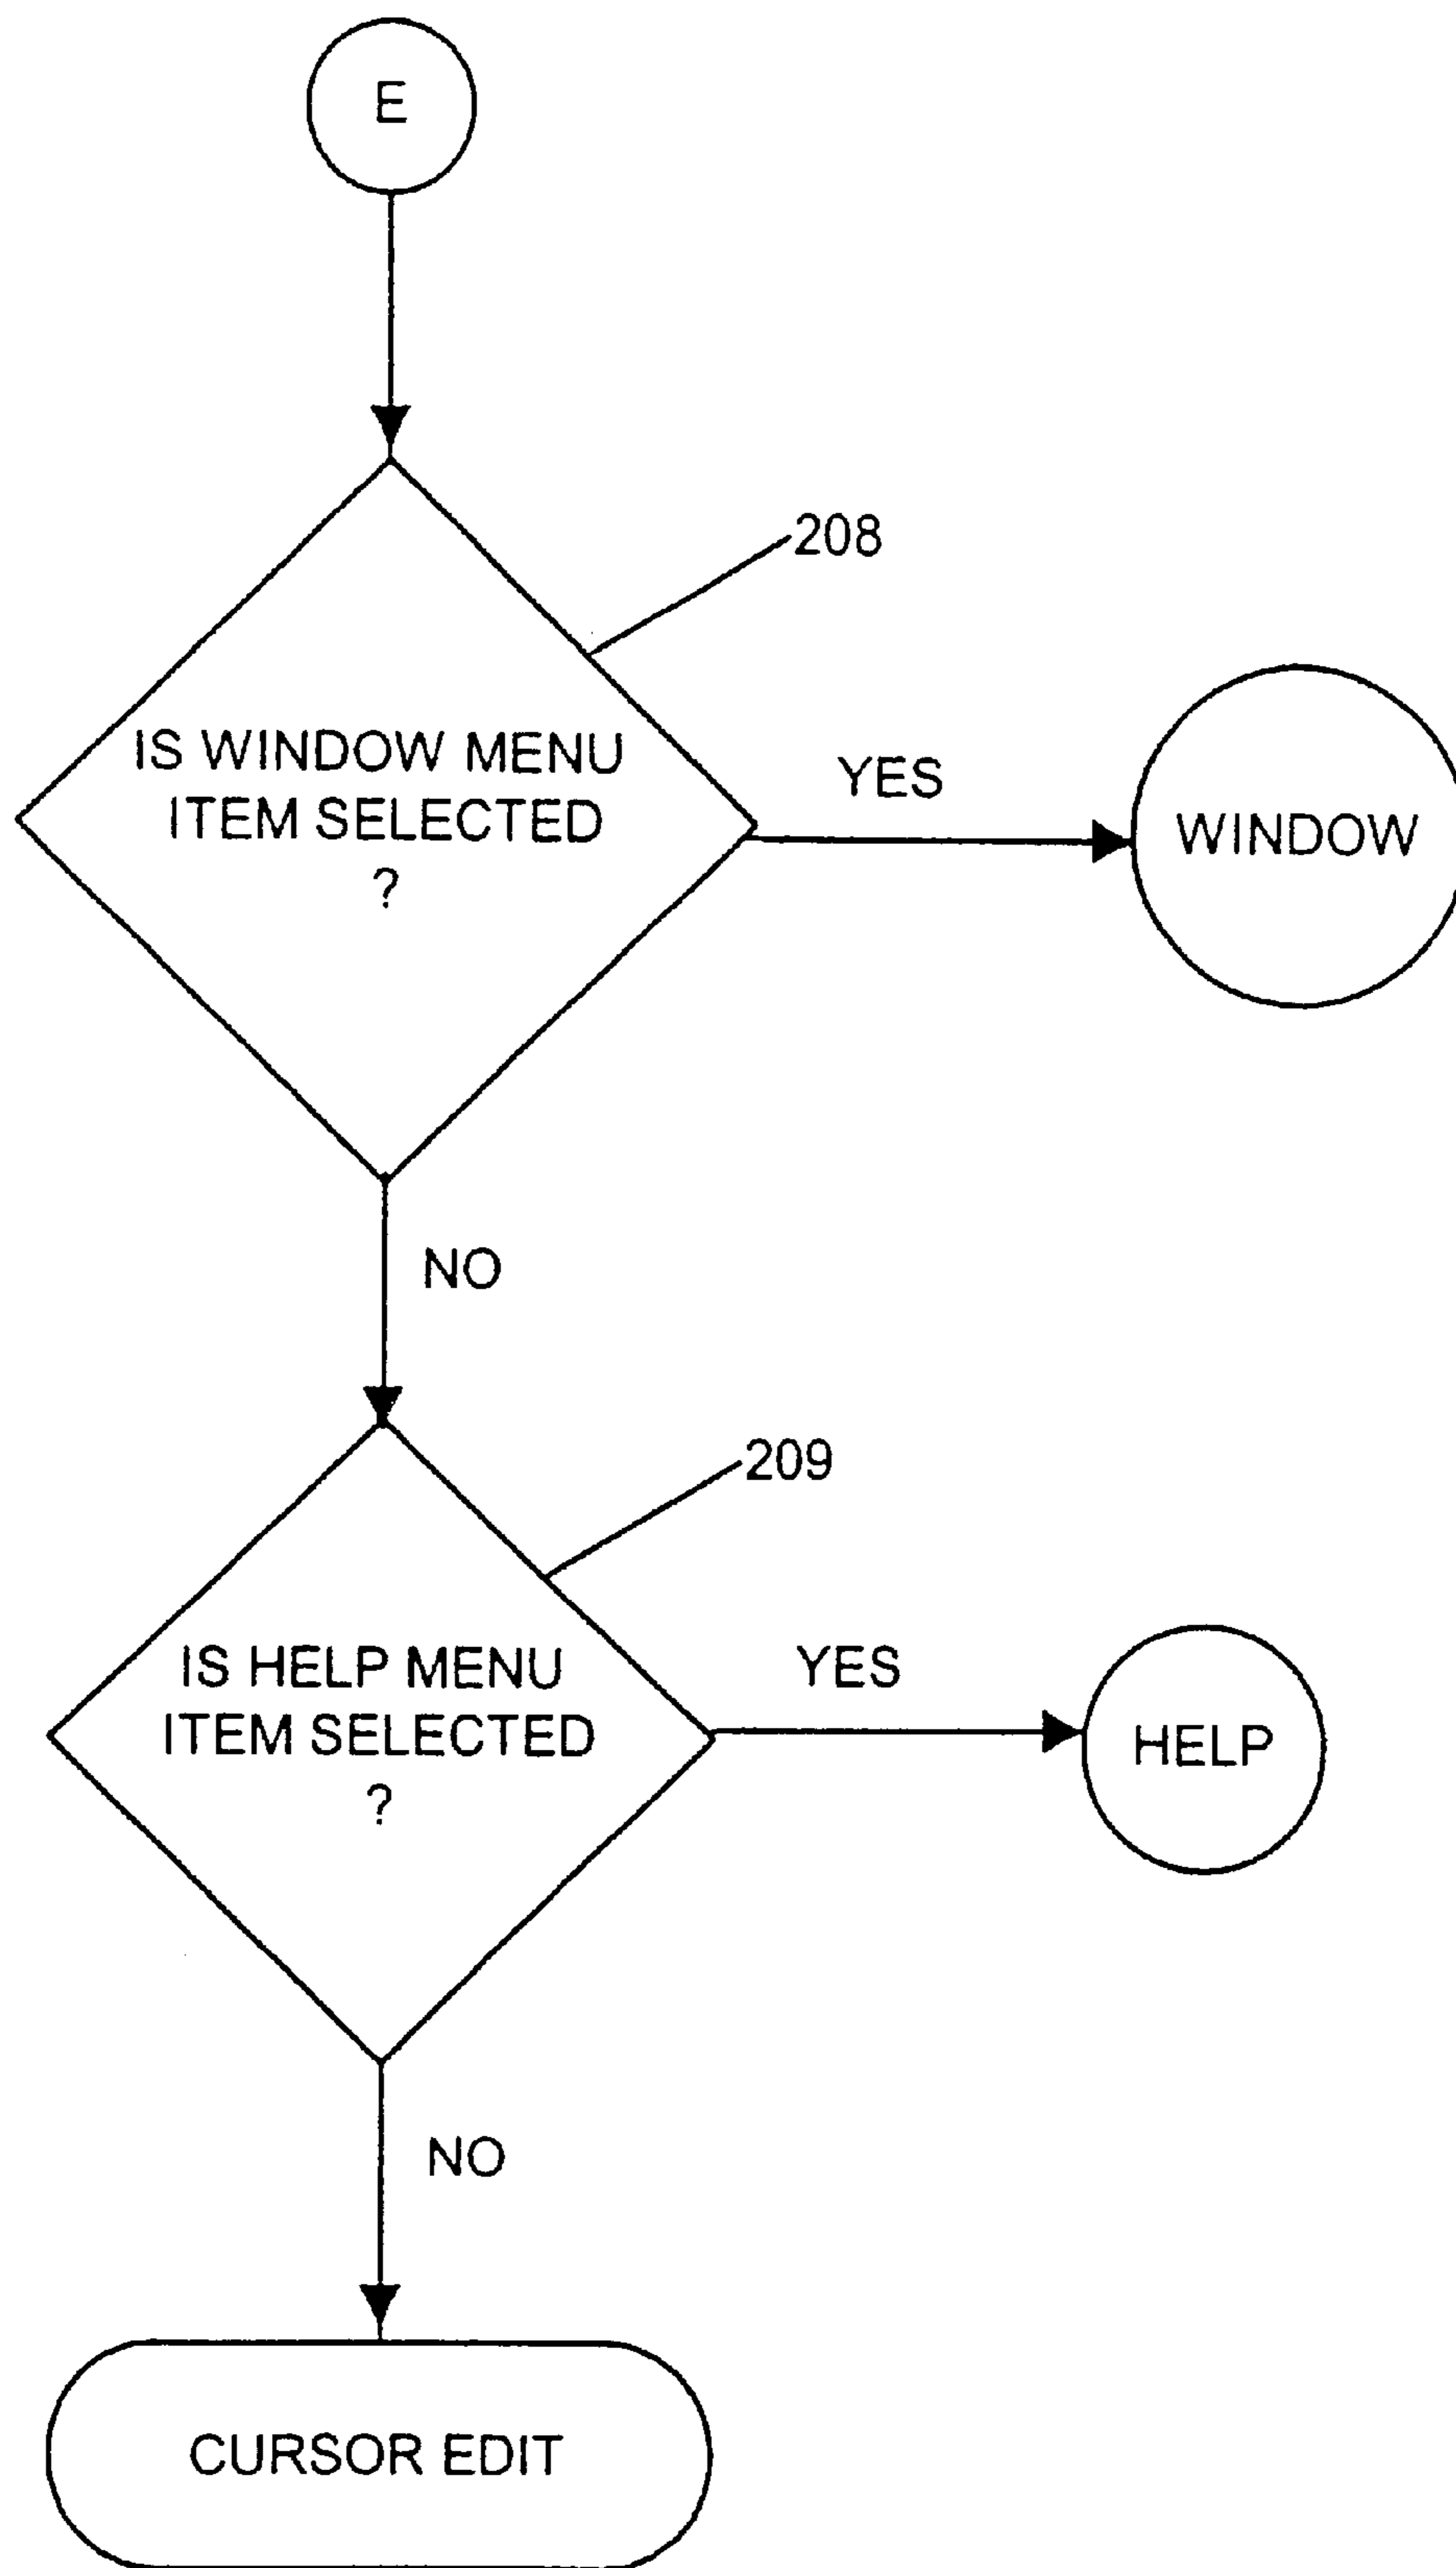 E
208
IS WINDOW MENU
ITEM SELECTED
?
YES
WINDOW
NO
209
IS HELP MENU
ITEM SELECTED
?
YES
HELP
NO
CURSOR EDIT